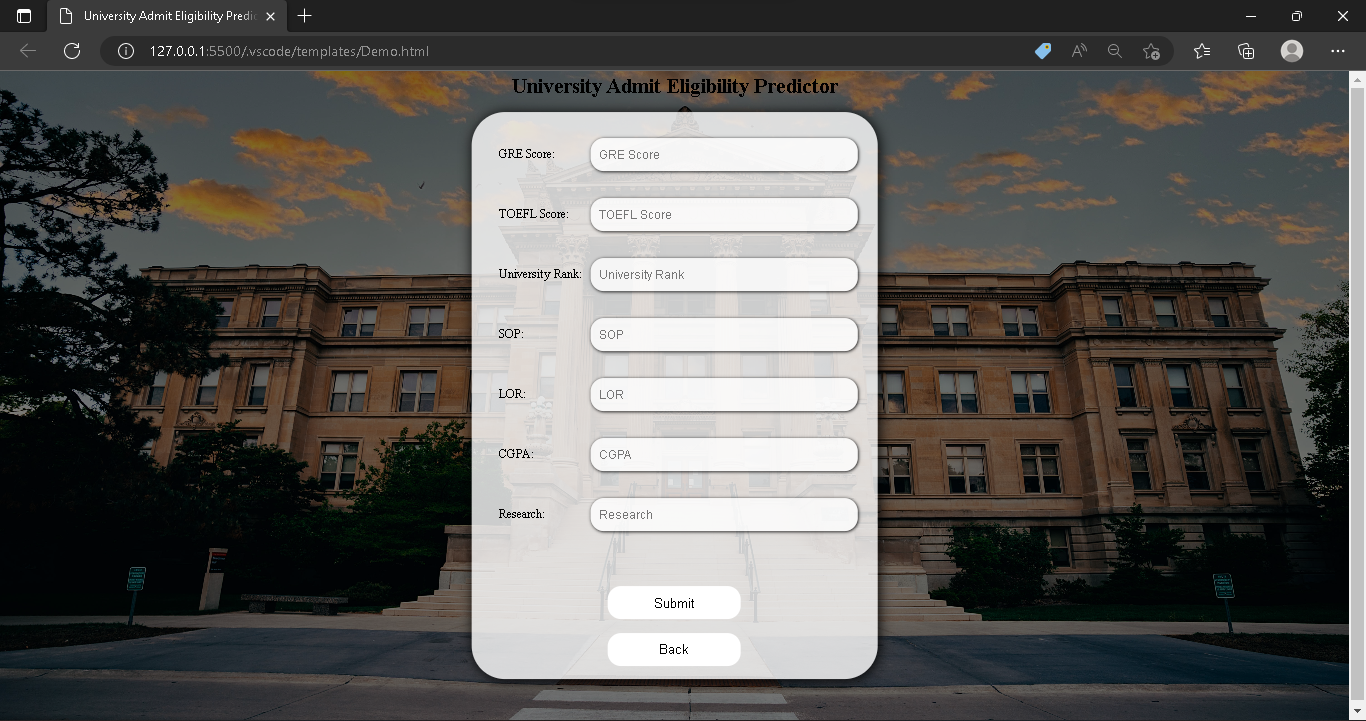 University Admit Eligibility Predic
127.0.0.1:5500/.vscode/templates/Demo.html
University Admit Eligibility Predictor
GRE Score: GRE Score
TOEFL Score: TOEFL Score
University Rank: University Rank
SOP: SOP
LOR: LOR
CGPA: CGPA
Research: Research
Submit
Back